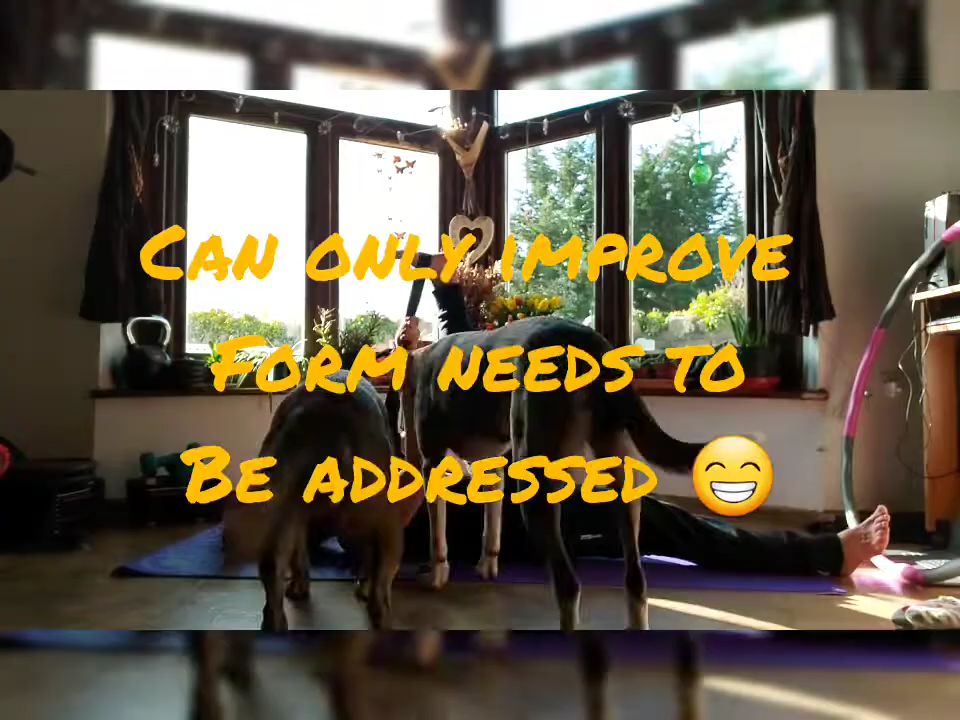 Can only improve
Form needs to
Be addressed 😁